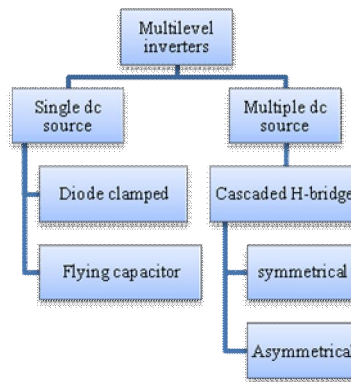 Multilevel
inverters
Single dc
source
Multiple dc
source
Diode clamped
Cascaded H-bridge
Flying capacitor
symmetrical
Asymmetrical